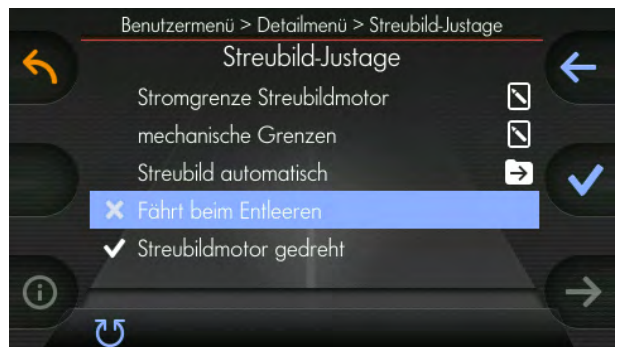 Benutzermenü > Detailmenü > Streubild-Justage
Streubild-Justage
Stromgrenze Streubildmotor
mechanische Grenzen
Streubild automatisch
Fährt beim Entleeren
Streubildmotor gedreht